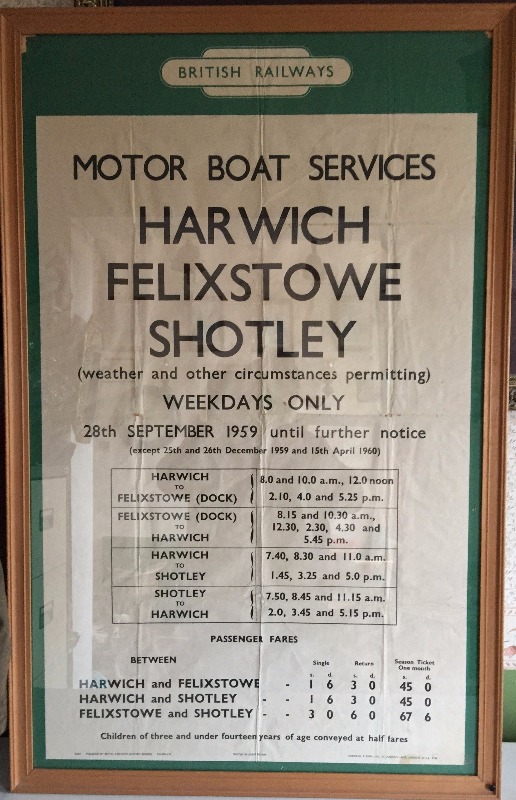 BRITISH RAILWAYS
MOTOR BOAT SERVICES
HARWICH
FELIXSTOWE
SHOTLEY
(weather and other circumstances permitting)
WEEKDAYS ONLY
28th SEPTEMBER 1959 until further notice
(except 25th and 26th December 1959 and 15th April 1960)
HARWICH
TO
FELIXSTOWE (DOCK)
8.0 and 10.0 a.m., 12.0 noon
2.10, 4.0 and 5.25 p.m.
FELIXSTOWE (DOCK)
TO
HARWICH
8.15 and 10.30 a.m.,
12.30, 2.30, 4.30 and
5.45 p.m.
HARWICH
TO
SHOTLEY
7.40, 8.30 and 11.0 a.m.
1.45, 3.25 and 5.0 p.m.
SHOTLEY
TO
HARWICH
7.50, 8.45 and 11.15 a.m.
2.0, 3.45 and 5.15 p.m.
PASSENGER FARES
BETWEEN Single Return Season Ticket
One month
s. d. s. d. s. d.
HARWICH and FELIXSTOWE - 1 6 3 0 45 0
HARWICH and SHOTLEY - - 1 6 3 0 45 0
FELIXSTOWE and SHOTLEY - - 3 0 6 0 67 6
Children of three and under fourteen years of age conveyed at half fares